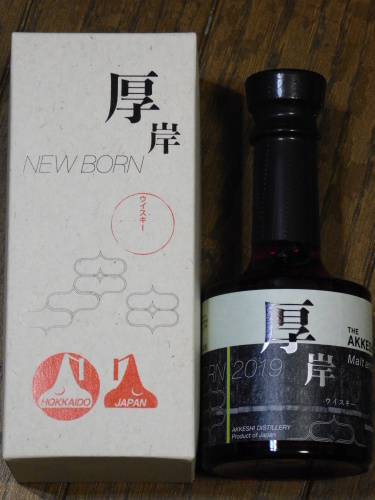 厚岸
NEW BORN
ウイスキー
HOKKAIDO
JAPAN
厚岸
THE
AKKES
Malt a
RN 2019
ウイスキー
AKKESHI DISTILLERY
Product of Japan